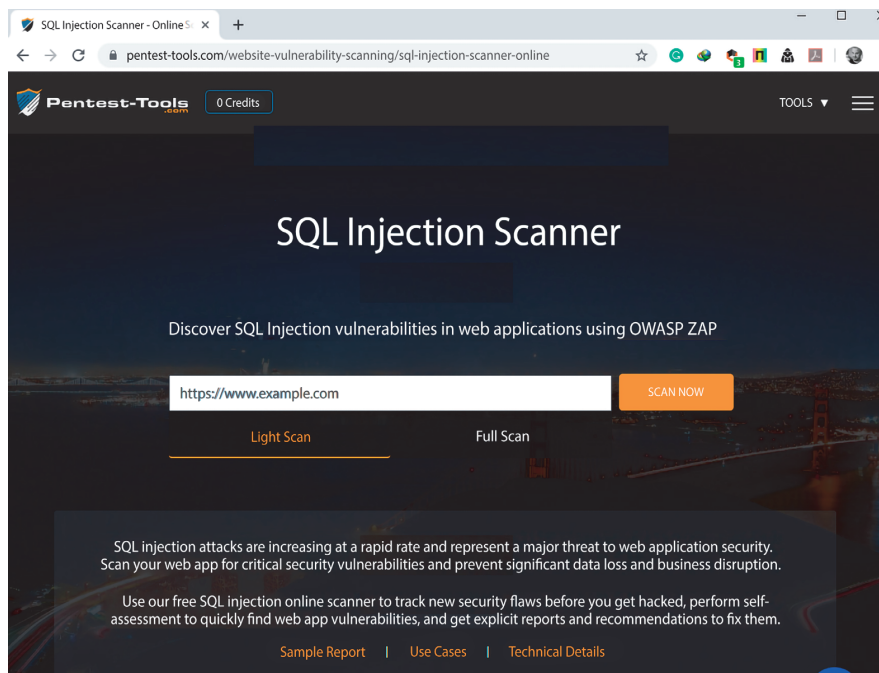 SQL Injection Scanner - Online S
pentest-tools.com/website-vulnerability-scanning/sql-injection-scanner-online
3
Pentest-Tools
.com
0 Credits
TOOLS ▼
SQL Injection Scanner
Discover SQL Injection vulnerabilities in web applications using OWASP ZAP
https://www.example.com
SCAN NOW
Light Scan
Full Scan
SQL injection attacks are increasing at a rapid rate and represent a major threat to web application security.
Scan your web app for critical security vulnerabilities and prevent significant data loss and business disruption.
Use our free SQL injection online scanner to track new security flaws before you get hacked, perform self-
assessment to quickly find web app vulnerabilities, and get explicit reports and recommendations to fix them.
Sample Report | Use Cases | Technical Details